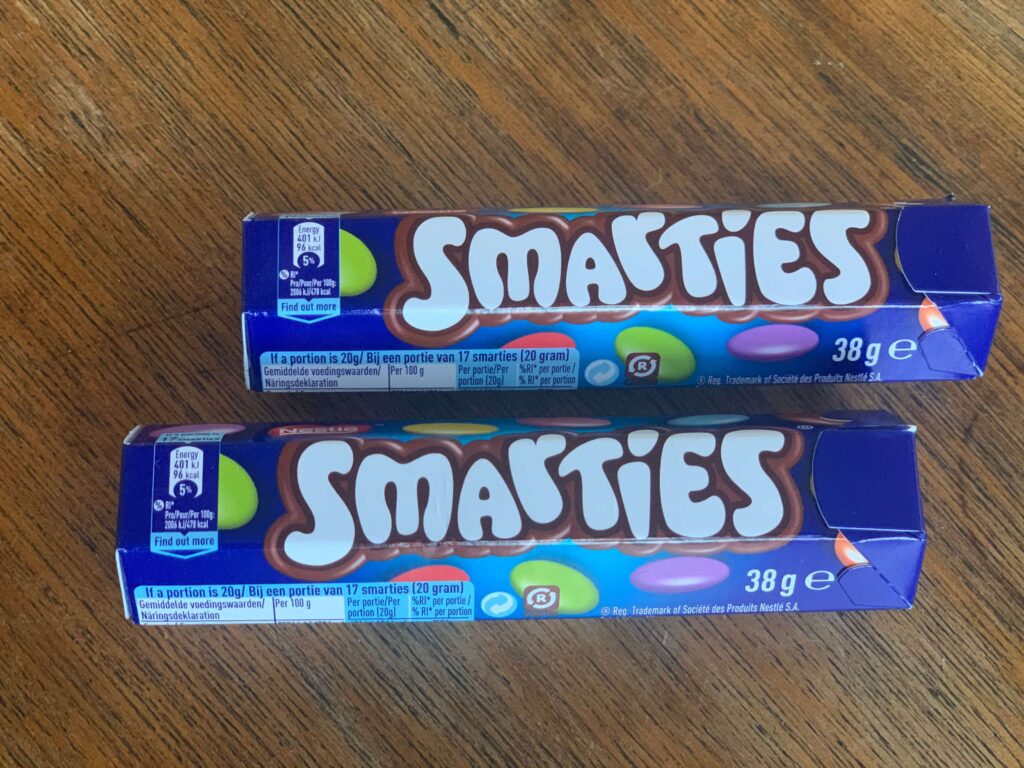 Energy
401 kJ
96 kcal
5%
RI*
Pro/Pour/Per 100g:
2006 kJ/478 kcal
Find out more
SMARTIES
If a portion is 20g/ Bij een portie van 17 smarties (20 gram)
Gemiddelde voedingswaarden/ Per 100 g Per portie/Per %RI* per portie /
Näringsdeklaration portion (20g) % RI* per portion
R
38 g e
® Reg. Trademark of Société des Produits Nestlé S.A.
17 SMARTIES
Nestlé
Energy
401 kJ
96 kcal
5%
RI*
Pro/Pour/Per 100g:
2006 kJ/478 kcal
Find out more
SMARTIES
®
If a portion is 20g/ Bij een portie van 17 smarties (20 gram)
Gemiddelde voedingswaarden/ Per 100 g Per portie/Per %RI* per portie /
Näringsdeklaration portion (20g) % RI* per portion
R
38 g e
® Reg. Trademark of Société des Produits Nestlé S.A.